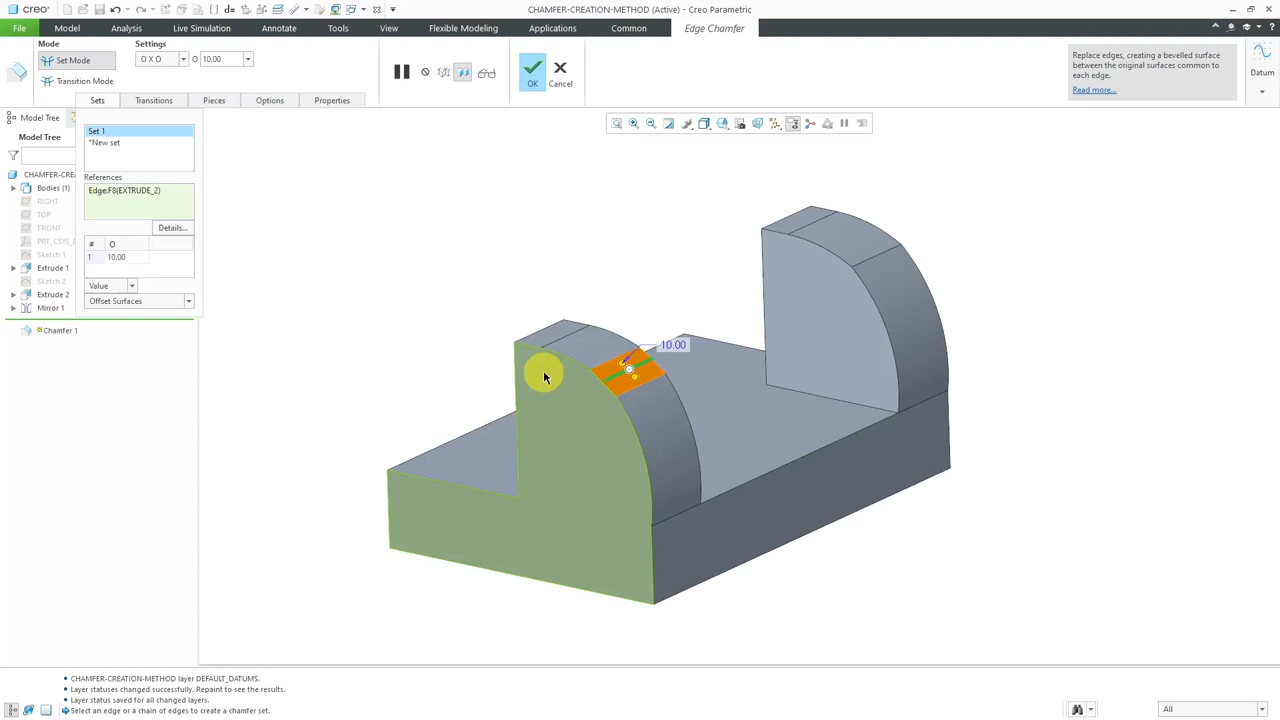 creo®
CHAMFER-CREATION-METHOD (Active) - Creo Parametric
File Model Analysis Live Simulation Annotate Tools View Flexible Modeling Applications Common Edge Chamfer
Mode
Set Mode
Transition Mode
Settings
O X O
O 10.00
OK
Cancel
Replace edges, creating a bevelled surface
between the original surfaces common to
each edge.
Read more...
Datum
Sets Transitions Pieces Options Properties
Model Tree
Model Tree
CHAMFER-CREA
Bodies (1)
RIGHT
TOP
FRONT
PRT_CSYS_D
Sketch 1
Extrude 1
Sketch 2
Extrude 2
Mirror 1
Chamfer 1
Set 1
*New set
References
Edge:F8(EXTRUDE_2)
Details...
# O
1 10.00
Value
Offset Surfaces
10.00
CHAMFER-CREATION-METHOD layer DEFAULT_DATUMS.
Layer statuses changed successfully. Repaint to see the results.
Layer status saved for all changed layers.
Select an edge or a chain of edges to create a chamfer set.
All